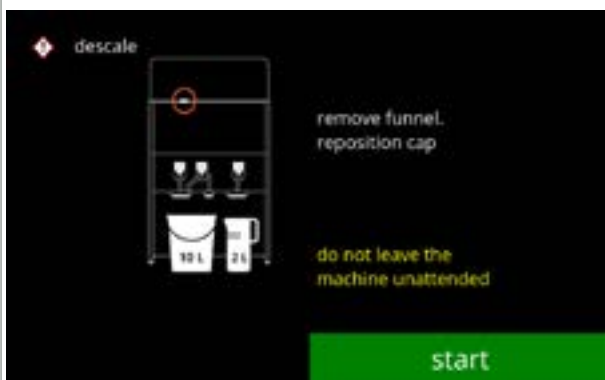 descale
remove funnel.
reposition cap
10 L
2 L
do not leave the
machine unattended
start